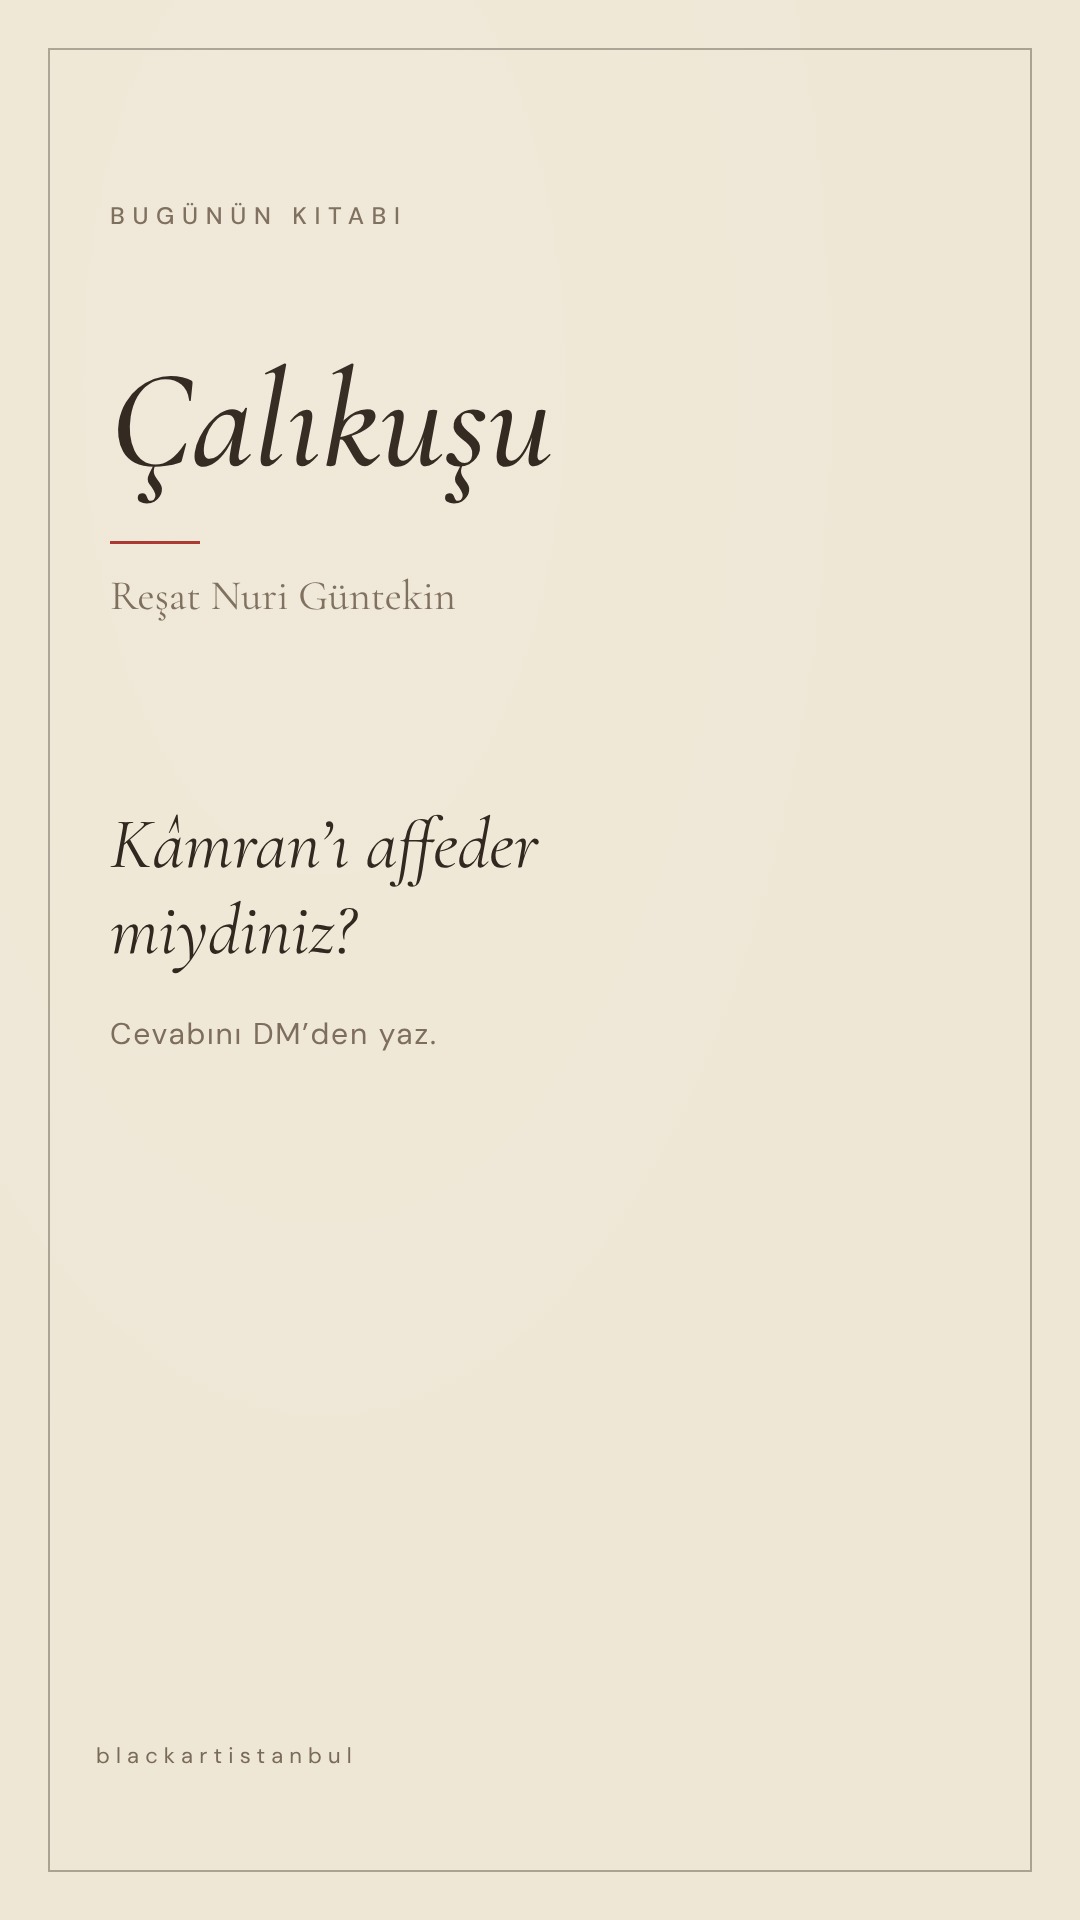 BUGÜNÜN KITABI
Çalıkuşu
Reşat Nuri Güntekin
Kâmran’ı affeder
miydiniz?
Cevabını DM’den yaz.
blackartistanbul